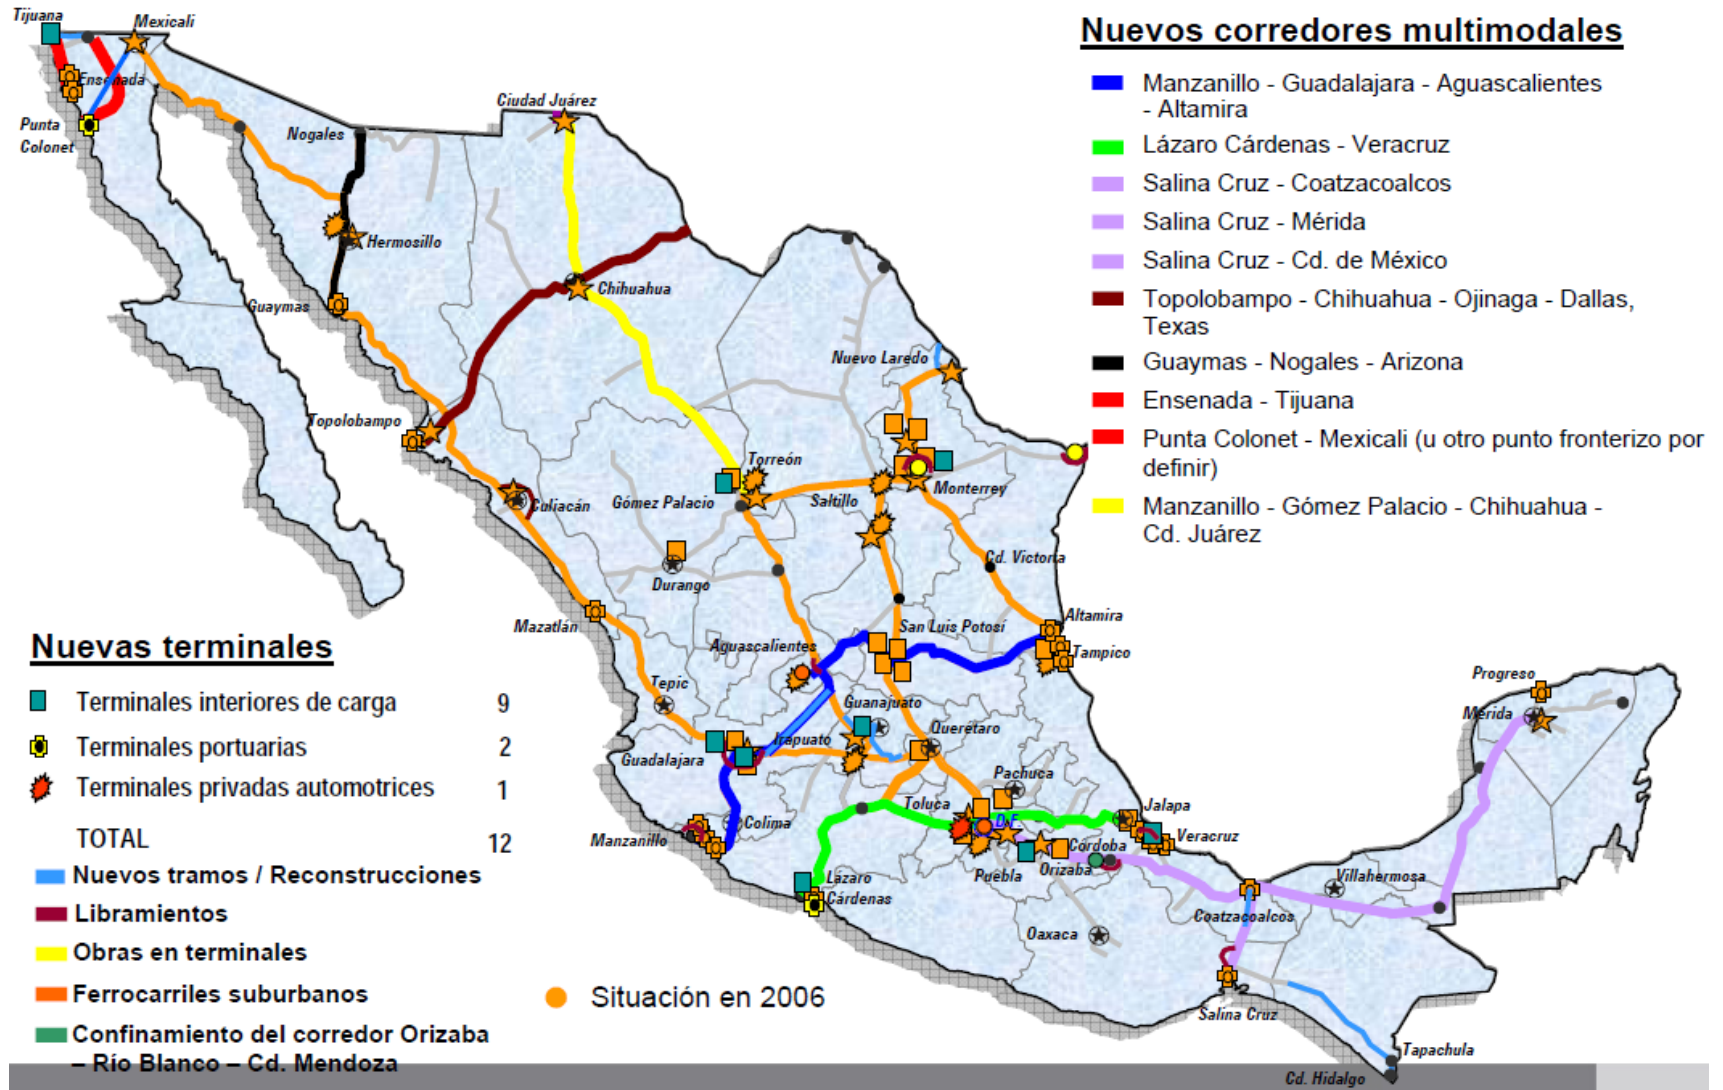 Tijuana
Mexicali
Ensenada
Punta
Colonet
Nogales
Ciudad Juárez
Hermosillo
Guaymas
Chihuahua
Nuevo Laredo
Topolobampo
Torreón
Gómez Palacio
Saltillo
Monterrey
Culiacán
Durango
Cd. Victoria
Mazatlán
San Luis Potosí
Altamira
Tampico
Aguascalientes
Tepic
Guanajuato
Irapuato
Querétaro
Guadalajara
Pachuca
Toluca
D.F.
Jalapa
Veracruz
Colima
Manzanillo
Córdoba
Orizaba
Puebla
Lázaro
Cárdenas
Oaxaca
Coatzacoalcos
Villahermosa
Progreso
Mérida
Salina Cruz
Tapachula
Cd. Hidalgo
Nuevos corredores multimodales
Manzanillo - Guadalajara - Aguascalientes
- Altamira
Lázaro Cárdenas - Veracruz
Salina Cruz - Coatzacoalcos
Salina Cruz - Mérida
Salina Cruz - Cd. de México
Topolobampo - Chihuahua - Ojinaga - Dallas,
Texas
Guaymas - Nogales - Arizona
Ensenada - Tijuana
Punta Colonet - Mexicali (u otro punto fronterizo por
definir)
Manzanillo - Gómez Palacio - Chihuahua -
Cd. Juárez
Nuevas terminales
Terminales interiores de carga 9
Terminales portuarias 2
Terminales privadas automotrices 1
TOTAL 12
Nuevos tramos / Reconstrucciones
Libramientos
Obras en terminales
Ferrocarriles suburbanos
Confinamiento del corredor Orizaba
– Río Blanco – Cd. Mendoza
Situación en 2006